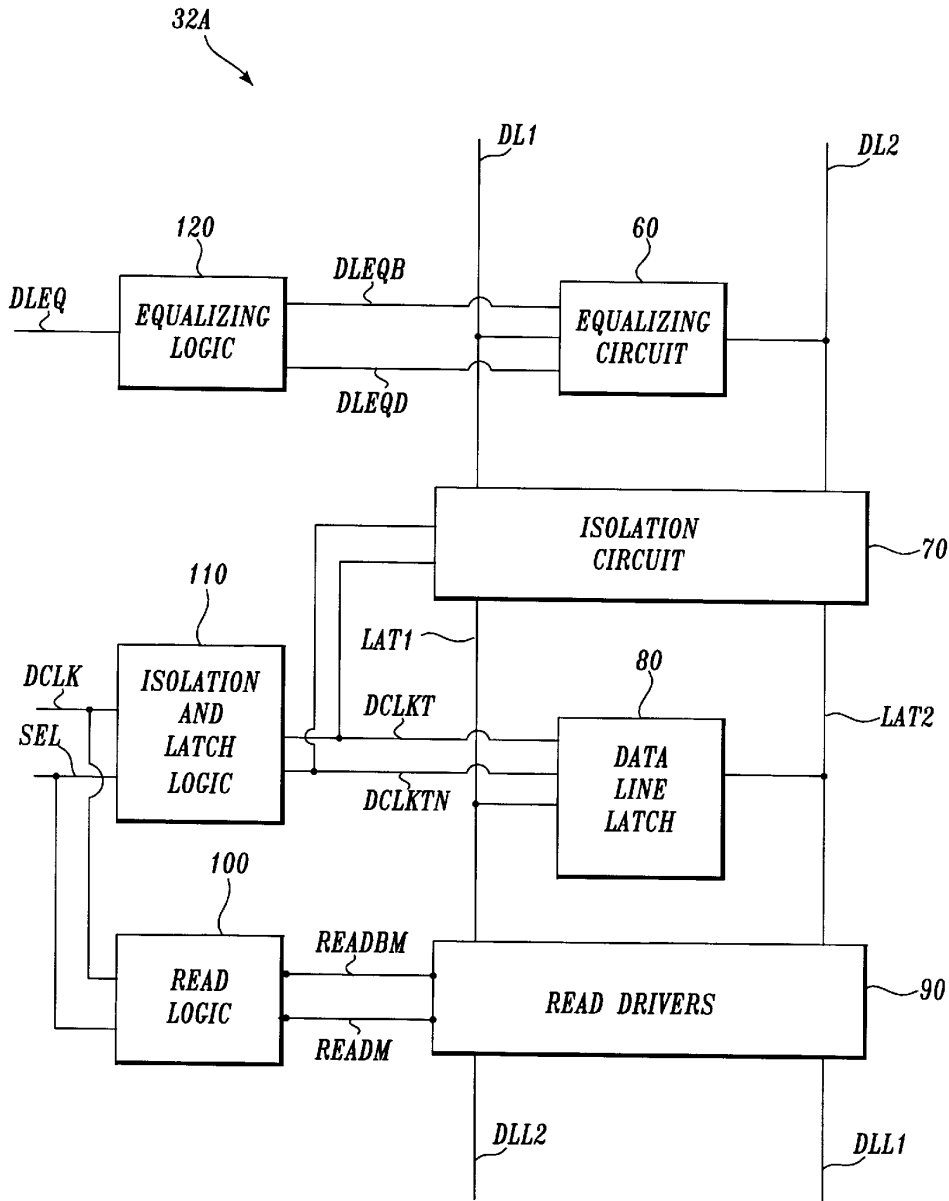 32A
DL1
DL2
120
60
DLEQ
EQUALIZING
LOGIC
DLEQB
DLEQD
EQUALIZING
CIRCUIT
ISOLATION
CIRCUIT
70
110
LAT1
80
DCLK
SEL
ISOLATION
AND
LATCH
LOGIC
DCLKT
DCLKTN
DATA
LINE
LATCH
LAT2
100
READ
LOGIC
READBM
READM
READ DRIVERS
90
DLL2
DLL1